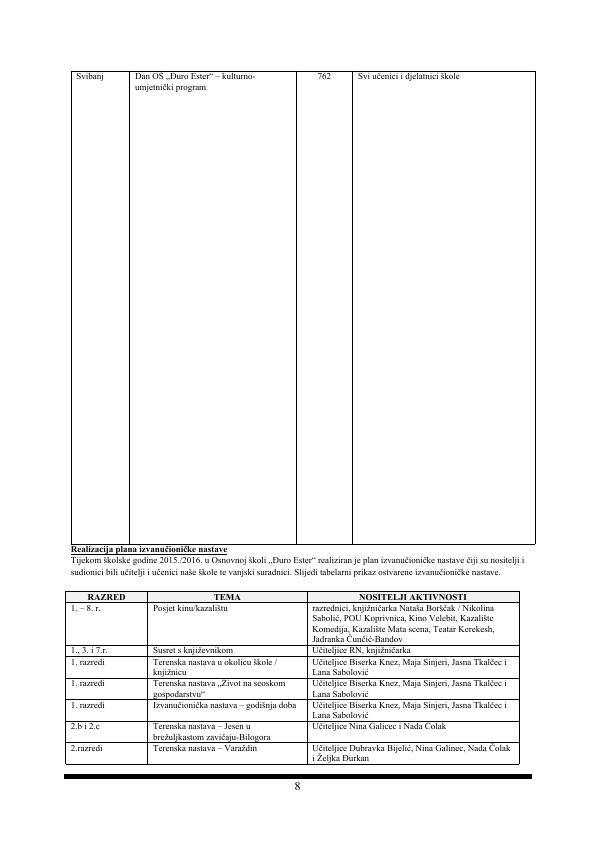 Svibanj Dan OŠ „Đuro Ester“ – kulturno- 762 Svi učenici i djelatnici škole
umjetnički program
Realizacija plana izvanučioničke nastave
Tijekom školske godine 2015./2016. u Osnovnoj školi „Đuro Ester“ realiziran je plan izvanučioničke nastave čiji su nositelji i
sudionici bili učitelji i učenici naše škole te vanjski suradnici. Slijedi tabelarni prikaz ostvarene izvanučioničke nastave.
RAZRED TEMA NOSITELJI AKTIVNOSTI
1. – 8. r. Posjet kinu/kazalištu razrednici, knjižničarka Nataša Borščak / Nikolina
Sabolić, POU Koprivnica, Kino Velebit, Kazalište
Komedija, Kazalište Mata scena, Teatar Kerekesh,
Jadranka Čunčić-Bandov
1., 3. i 7.r. Susret s književnikom Učiteljice RN, knjižničarka
1. razredi Terenska nastava u okolicu škole / Učiteljice Biserka Knez, Maja Sinjeri, Jasna Tkalčec i
knjižnicu Lana Sabolović
1. razredi Terenska nastava „Život na seoskom Učiteljice Biserka Knez, Maja Sinjeri, Jasna Tkalčec i
gospodarstvu“ Lana Sabolović
1. razredi Izvanučionička nastava – godišnja doba Učiteljice Biserka Knez, Maja Sinjeri, Jasna Tkalčec i
Lana Sabolović
2.b i 2.c Terenska nastava – Jesen u Učiteljice Nina Galicec i Nada Čolak
brežuljkastom zavičaju-Bilogora
2.razredi Terenska nastava – Varaždin Učiteljice Dubravka Bijelić, Nina Galinec, Nada Čolak
i Željka Đurkan
8